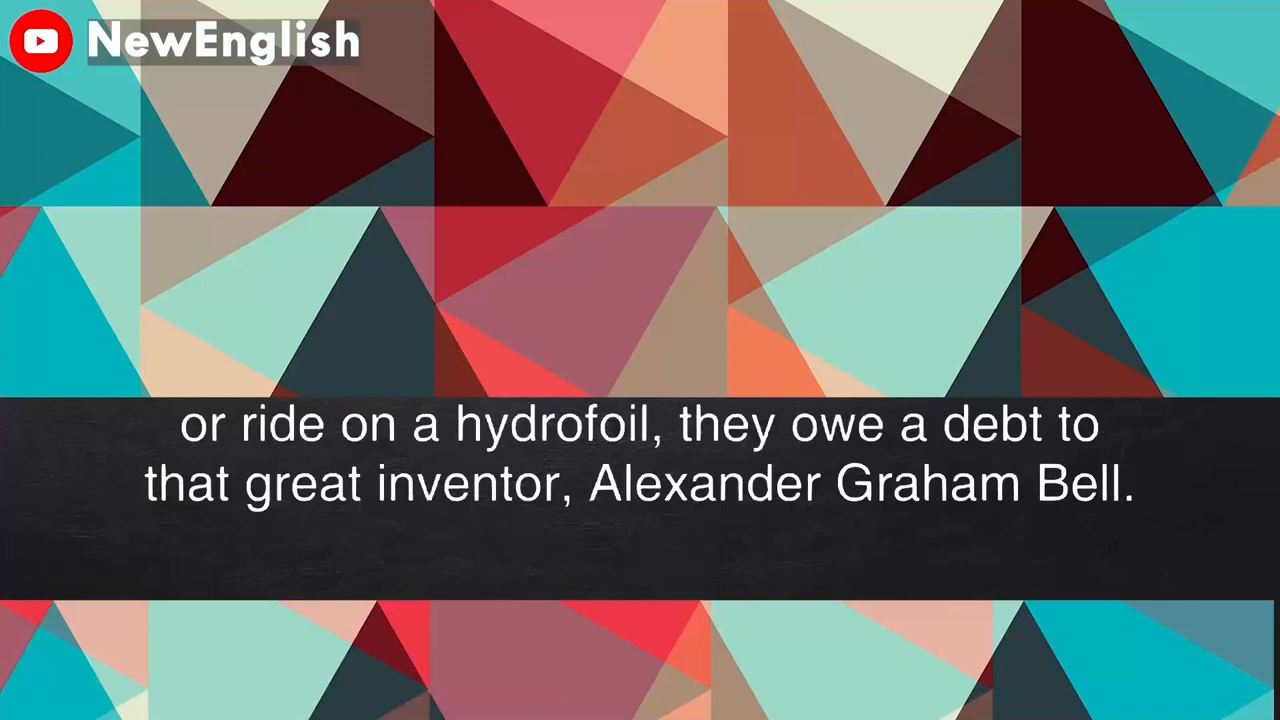 NewEnglish
or ride on a hydrofoil, they owe a debt to
that great inventor, Alexander Graham Bell.